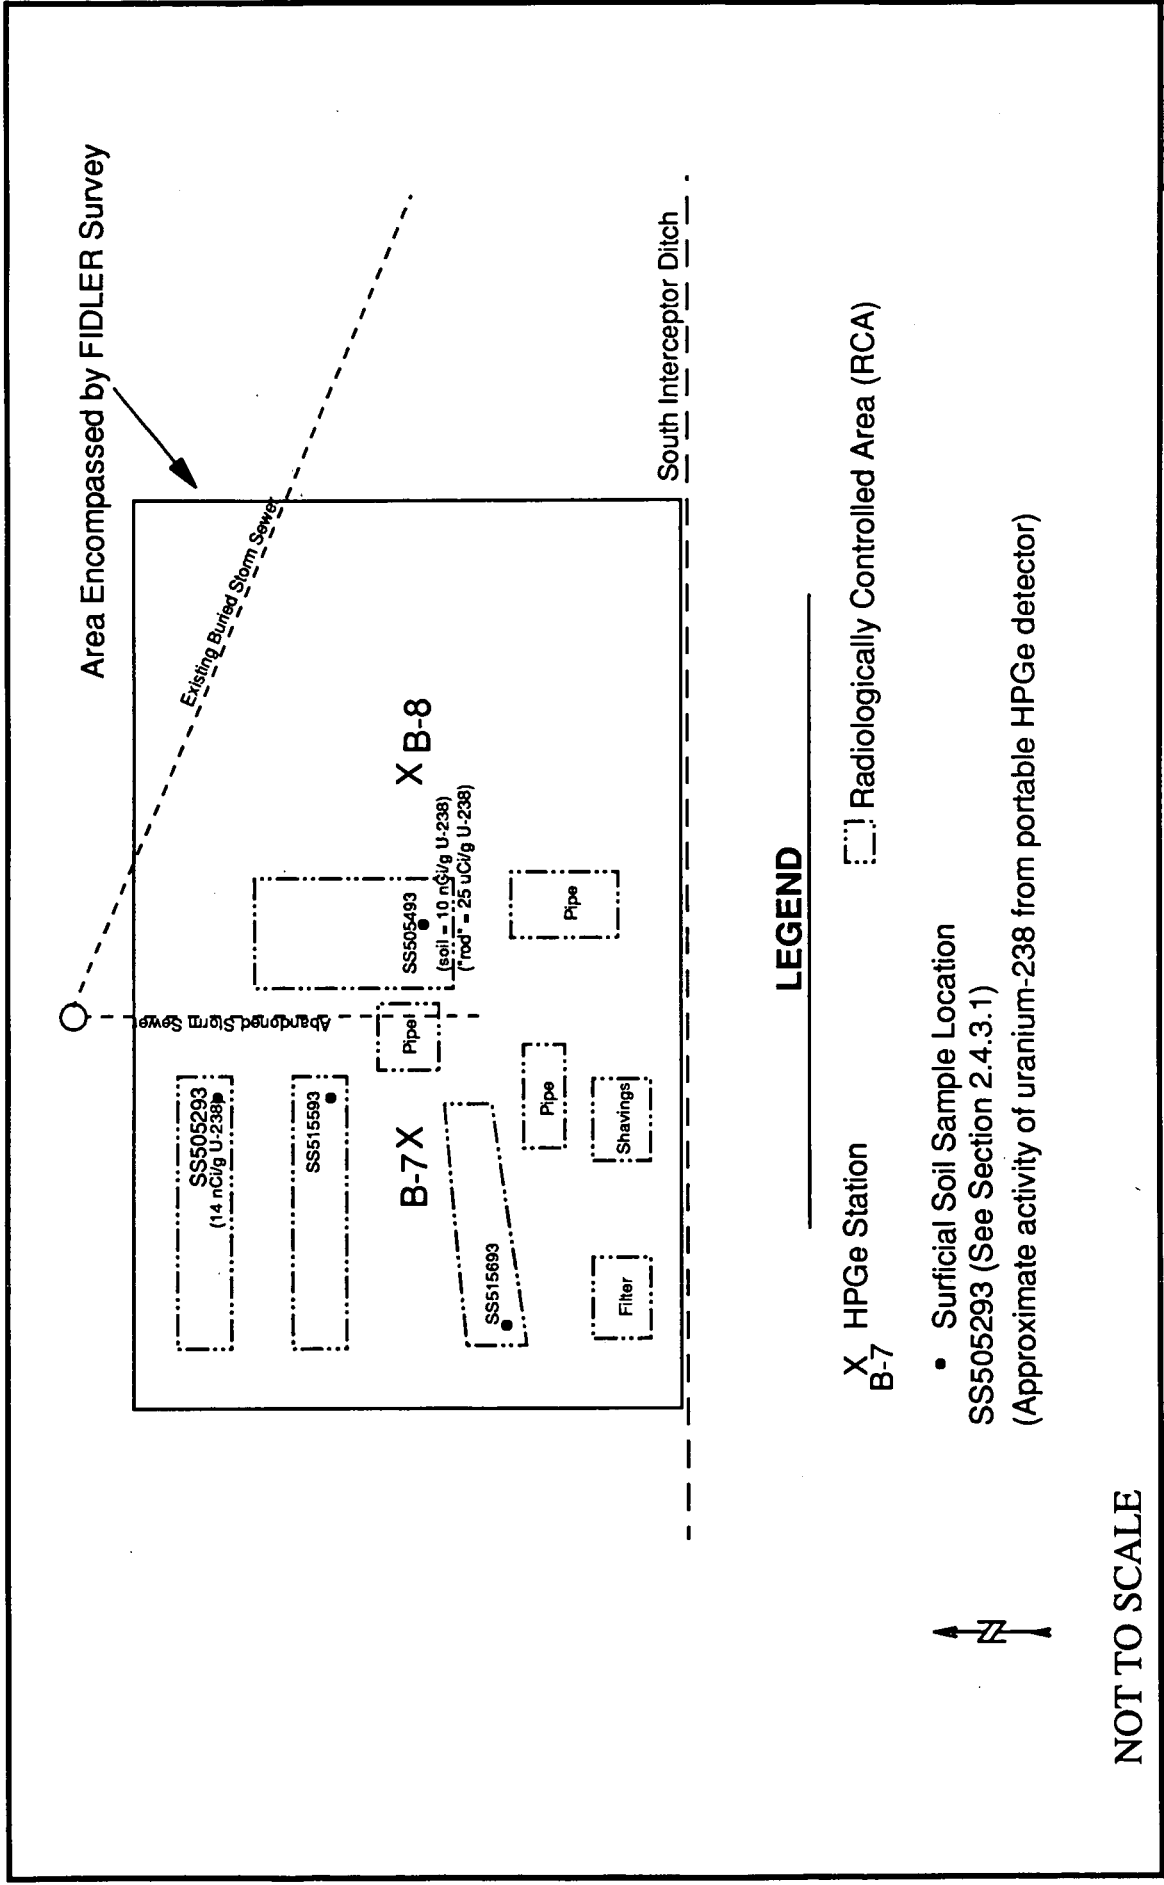 Area Encompassed by FIDLER Survey
Existing Buried Storm Sewer
Abandoned Storm Sewer
SS505293
(14 nCi/g U-238)
SS515593
B-7 X
X B-8
SS505493
(soil = 10 nCi/g U-238)
("rod" = 25 uCi/g U-238)
Pipe
SS515693
Pipe
Pipe
Filter
Shavings
South Interceptor Ditch
LEGEND
X
B-7
HPGe Station
Radiologically Controlled Area (RCA)
Surficial Soil Sample Location
SS505293 (See Section 2.4.3.1)
(Approximate activity of uranium-238 from portable HPGe detector)
N
NOT TO SCALE